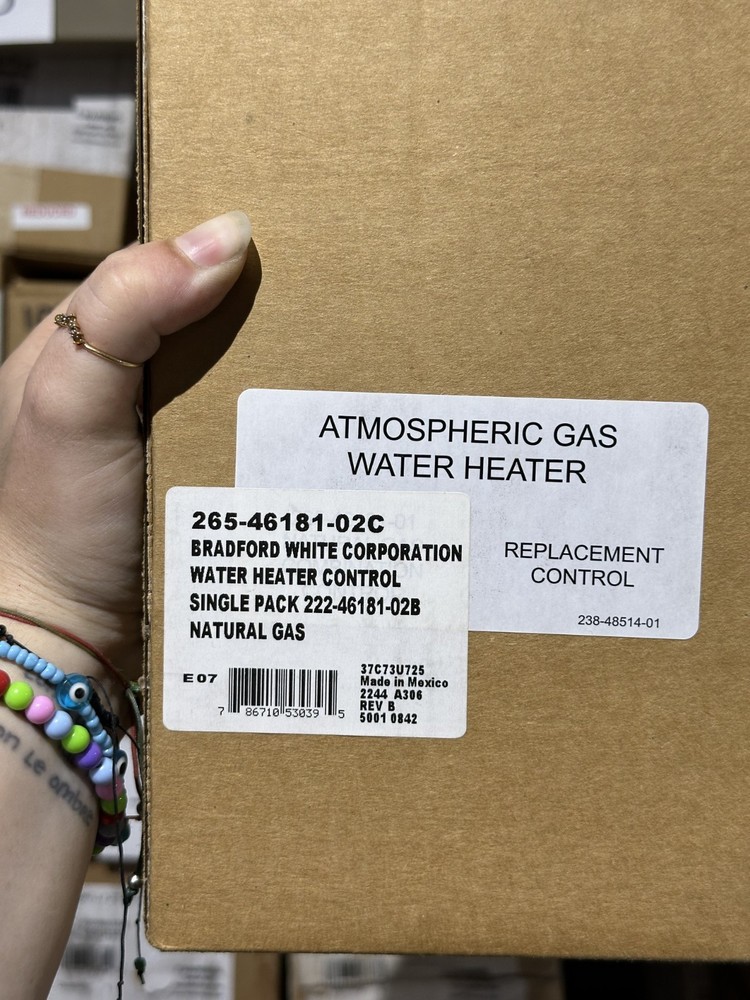 ATMOSPHERIC GAS
WATER HEATER
REPLACEMENT
CONTROL
238-48514-01
265-46181-02C
BRADFORD WHITE CORPORATION
WATER HEATER CONTROL
SINGLE PACK 222-46181-02B
NATURAL GAS
E07
7 86710 53039 5
37C73U725
Made in Mexico
2244 A306
REV B
5001 0842